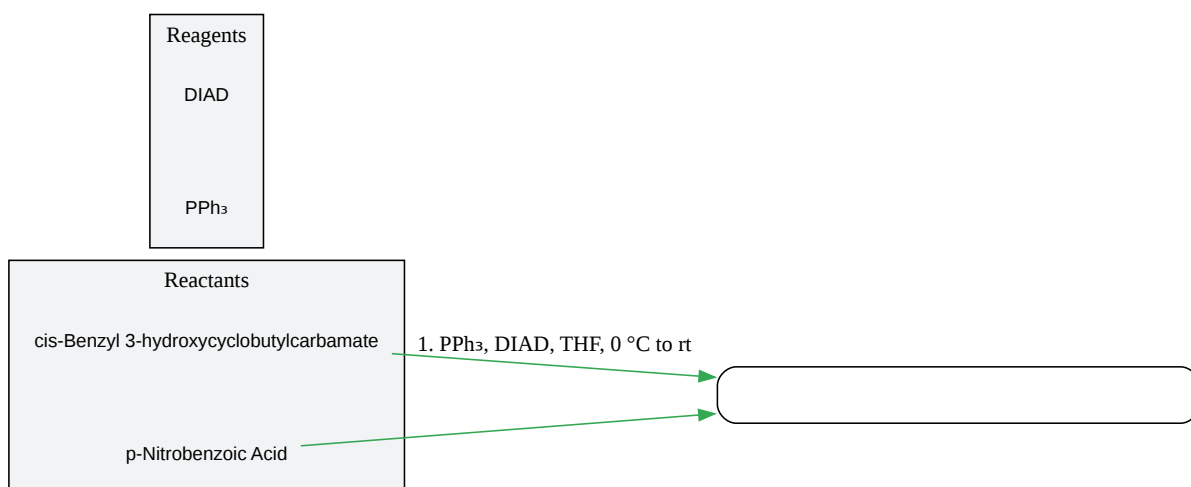 Reagents
DIAD
PPh₃
Reactants
cis-Benzyl 3-hydroxycyclobutylcarbamate
1. PPh₃, DIAD, THF, 0 °C to rt
p-Nitrobenzoic Acid